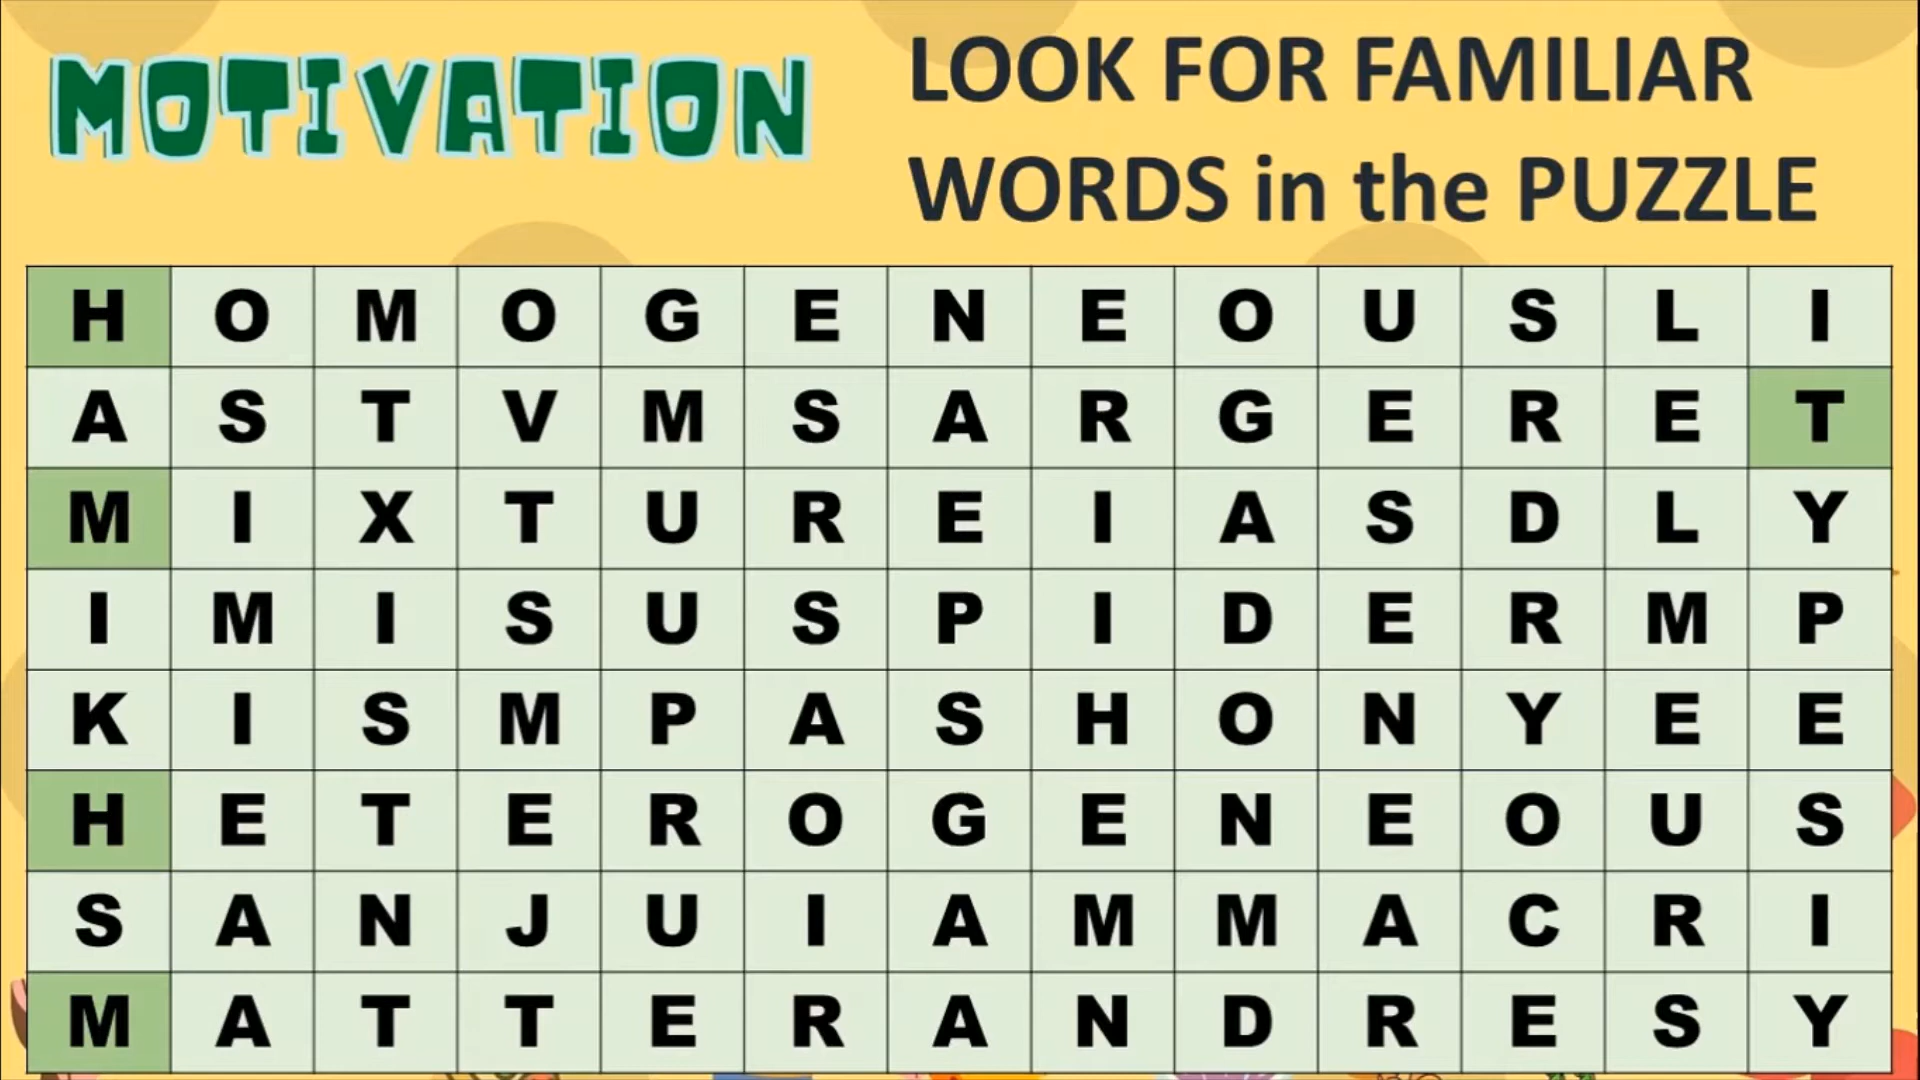 MOTIVATION
LOOK FOR FAMILIAR
WORDS in the PUZZLE
H O M O G E N E O U S L I
A S T V M S A R G E R E T
M I X T U R E I A S D L Y
I M I S U S P I D E R M P
K I S M P A S H O N Y E E
H E T E R O G E N E O U S
S A N J U I A M M A C R I
M A T T E R A N D R E S Y